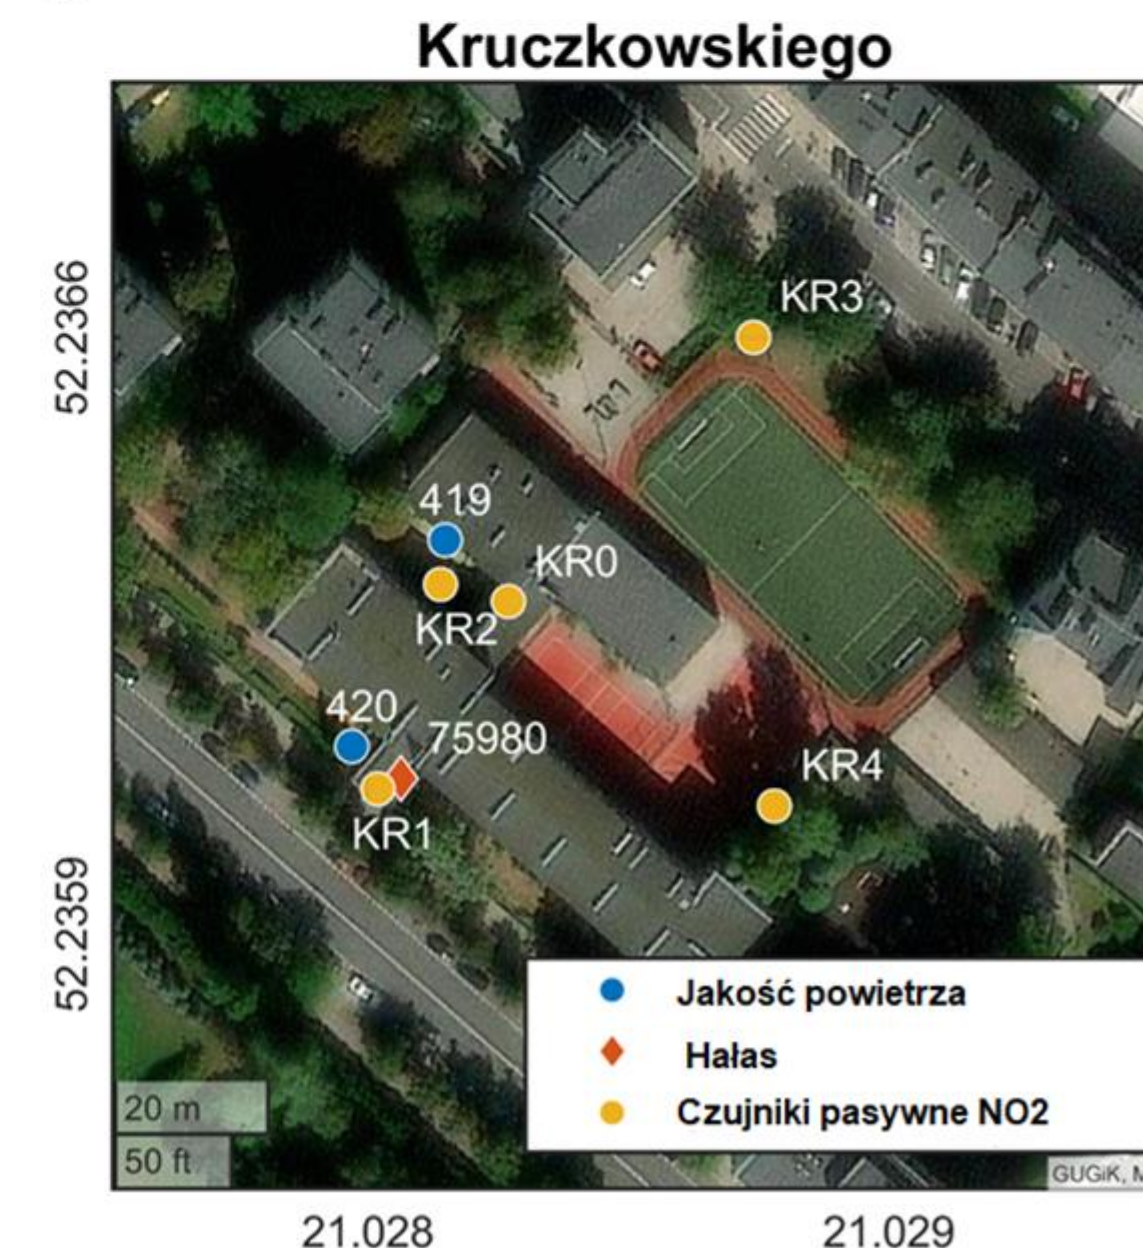 Kruczkowskiego
52.2366
KR3
419
KR0
KR2
420
75980
KR4
KR1
52.2359
Jakość powietrza
Hałas
Czujniki pasywne NO2
20 m
50 ft
GUGiK,
21.028
21.029